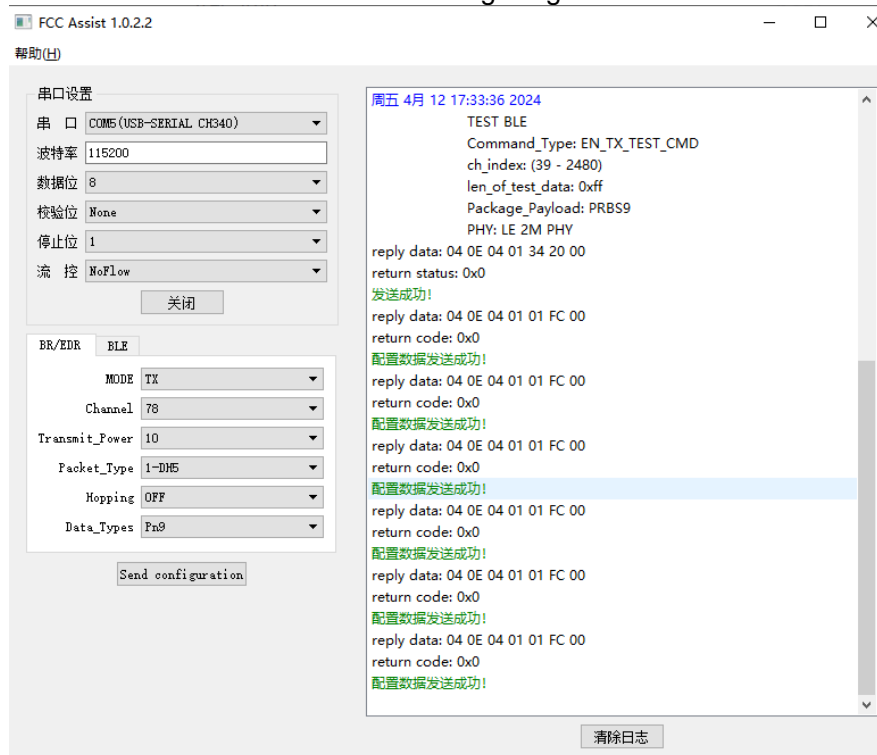 FCC Assist 1.0.2.2
帮助(H)
串口设置
串 口 COM5(USB-SERIAL CH340)
波特率 115200
数据位 8
校验位 None
停止位 1
流 控 NoFlow
关闭
BR/EDR BLE
MODE TX
Channel 78
Transmit_Power 10
Packet_Type 1-DH5
Hopping OFF
Data_Types Pn9
Send configuration
周五 4月 12 17:33:36 2024
TEST BLE
Command_Type: EN_TX_TEST_CMD
ch_index: (39 - 2480)
len_of_test_data: 0xff
Package_Payload: PRBS9
PHY: LE 2M PHY
reply data: 04 0E 04 01 34 20 00
return status: 0x0
发送成功!
reply data: 04 0E 04 01 01 FC 00
return code: 0x0
配置数据发送成功!
reply data: 04 0E 04 01 01 FC 00
return code: 0x0
配置数据发送成功!
reply data: 04 0E 04 01 01 FC 00
return code: 0x0
配置数据发送成功!
reply data: 04 0E 04 01 01 FC 00
return code: 0x0
配置数据发送成功!
reply data: 04 0E 04 01 01 FC 00
return code: 0x0
配置数据发送成功!
reply data: 04 0E 04 01 01 FC 00
return code: 0x0
配置数据发送成功!
清除日志